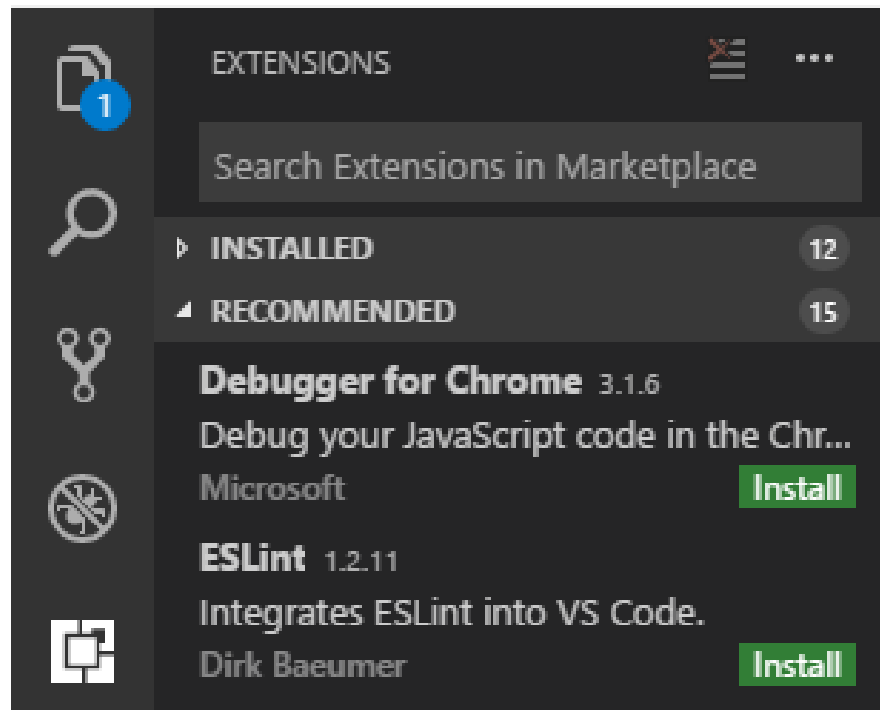 EXTENSIONS
1
Search Extensions in Marketplace
INSTALLED 12
RECOMMENDED 15
Debugger for Chrome 3.1.6
Debug your JavaScript code in the Chr...
Microsoft Install
ESLint 1.2.11
Integrates ESLint into VS Code.
Dirk Baeumer Install